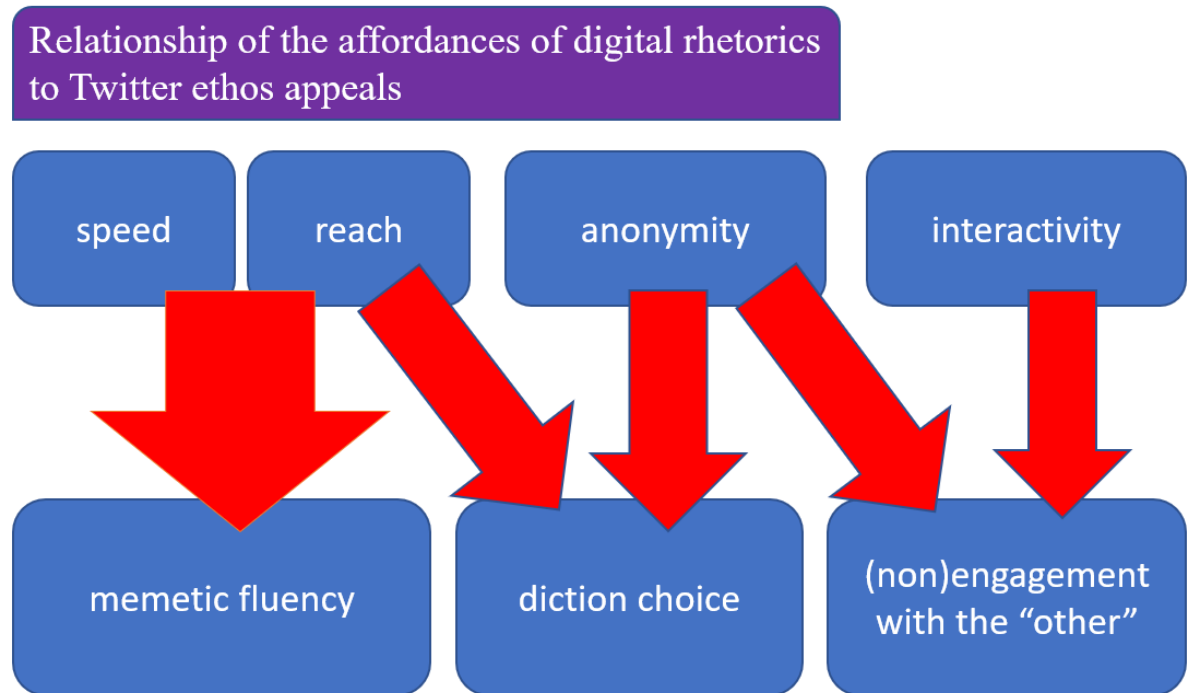 Relationship of the affordances of digital rhetorics
to Twitter ethos appeals
speed
reach
anonymity
interactivity
memetic fluency
diction choice
(non)engagement
with the “other”